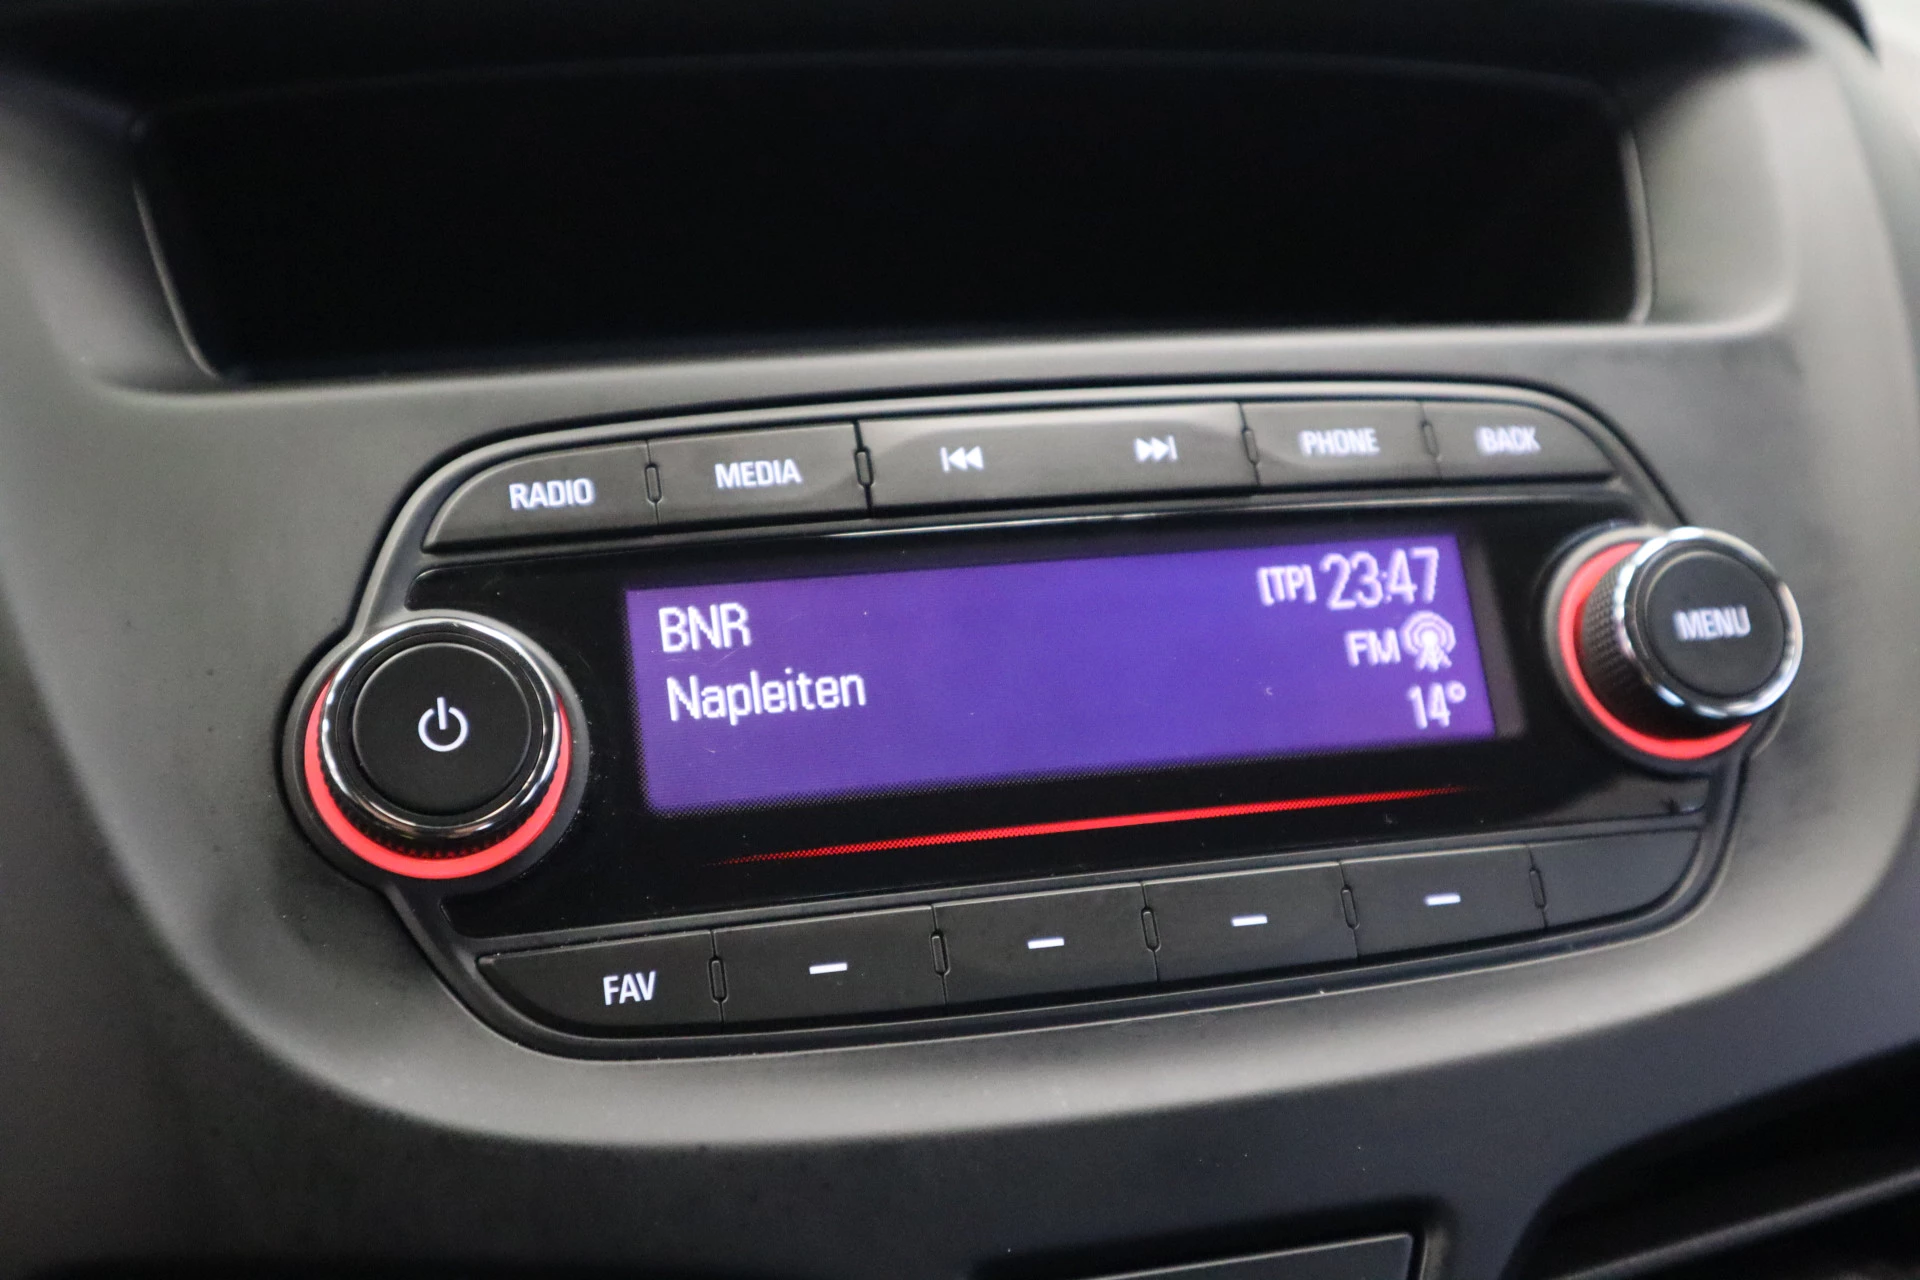 RADIO MEDIA PHONE BACK
BNR [TP] 23:47
FM
Napleiten
14°
MENU
FAV